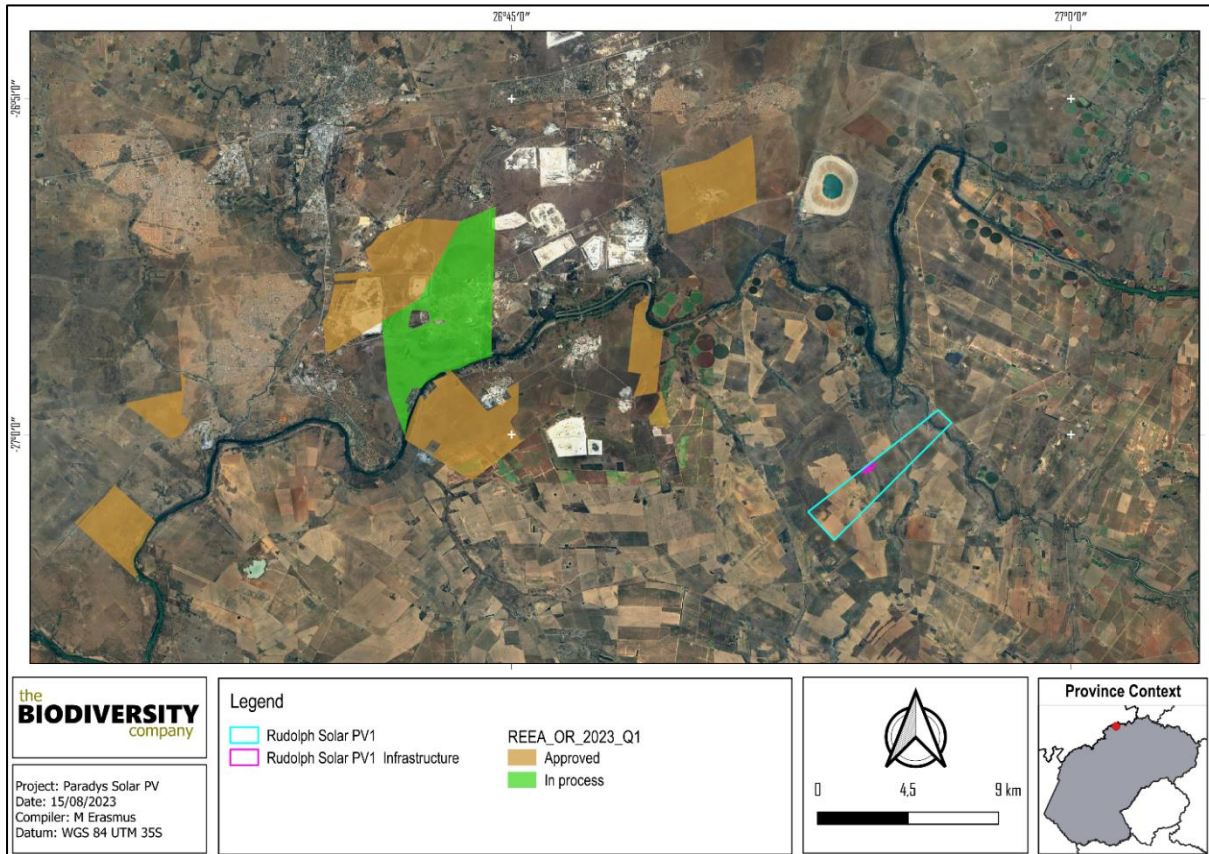 26°45'0"
27°0'0"
-26°51'0"
-27°0'0"
the
BIODIVERSITY
company
Project: Paradys Solar PV
Date: 15/08/2023
Compiler: M Erasmus
Datum: WGS 84 UTM 35S
Legend
Rudolph Solar PV1
Rudolph Solar PV1 Infrastructure
REEA_OR_2023_Q1
Approved
In process
0 4,5 9 km
Province Context